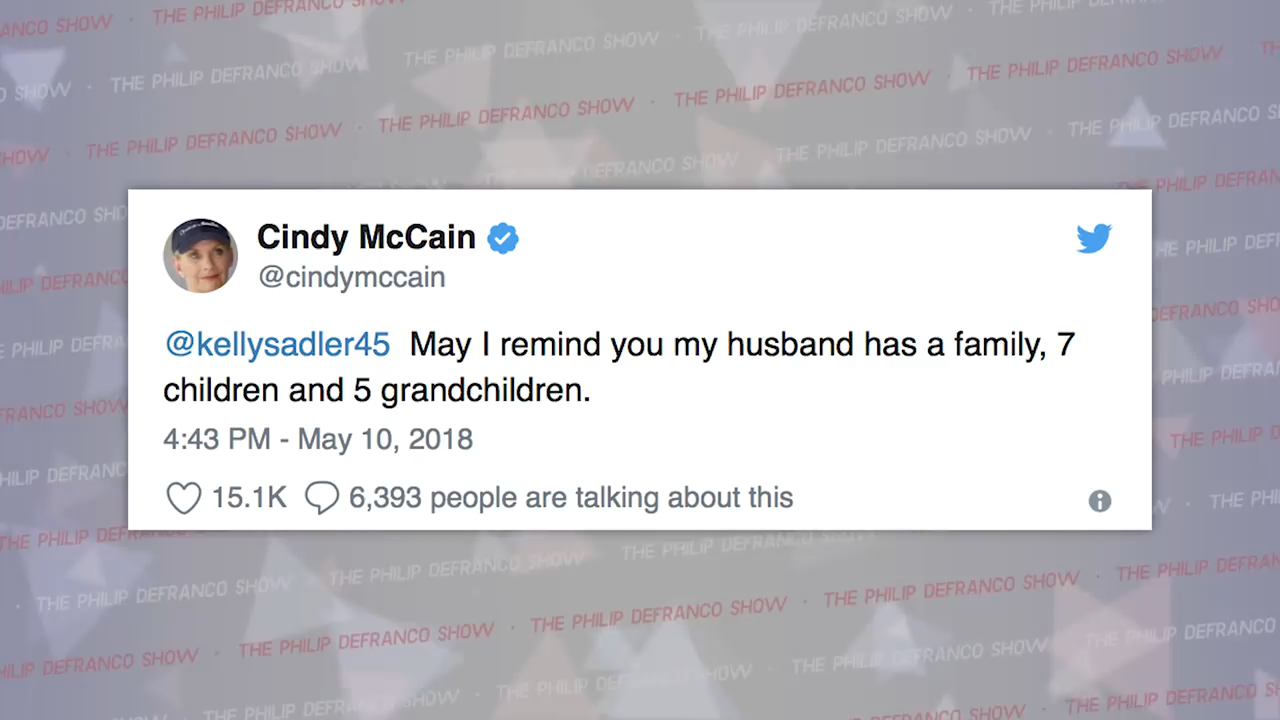 THE PHILIP DEFRANCO SHOW
Cindy McCain
@cindymccain
@kellysadler45 May I remind you my husband has a family, 7
children and 5 grandchildren.
4:43 PM - May 10, 2018
15.1K 6,393 people are talking about this